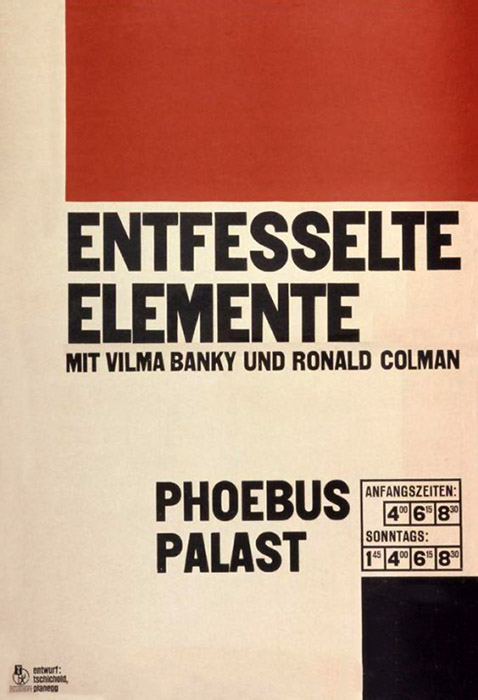 ENTFESSELTE
ELEMENTE
MIT VILMA BANKY UND RONALD COLMAN
PHOEBUS
PALAST
ANFANGSZEITEN:
4⁰⁰ 6¹⁵ 8³⁰
SONNTAGS:
1⁴⁵ 4⁰⁰ 6¹⁵ 8³⁰
entwurf:
tschichold,
planegg